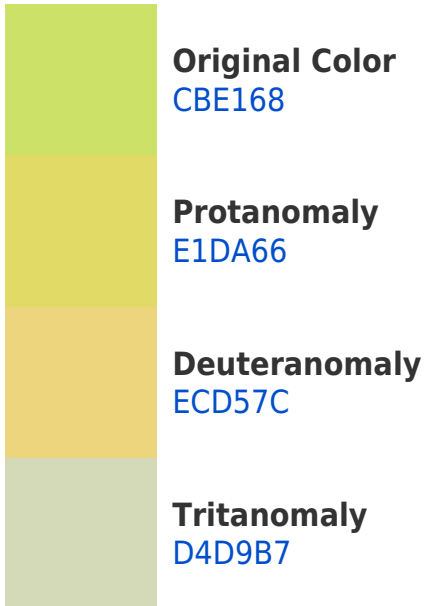 Original Color
CBE168
Protanomaly
E1DA66
Deuteranomaly
ECD57C
Tritanomaly
D4D9B7